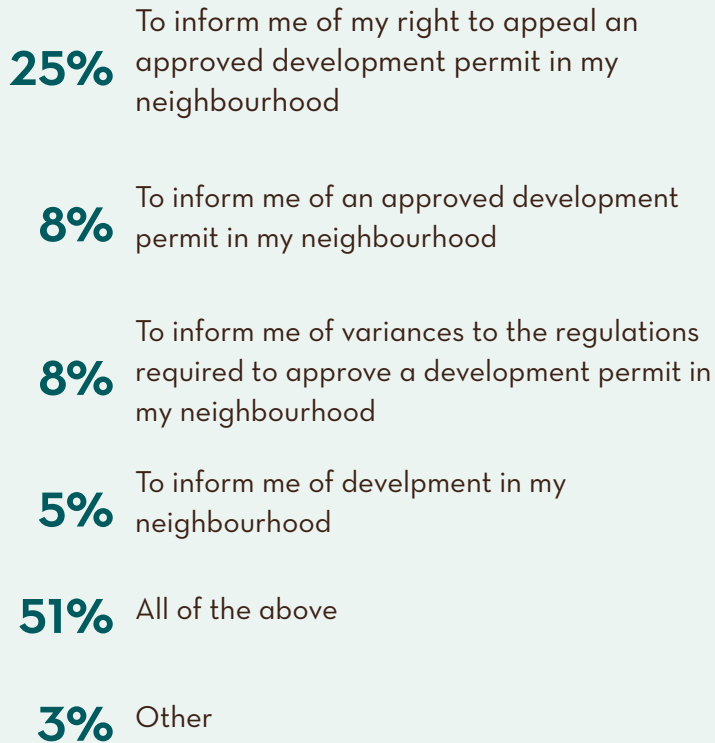 To inform me of my right to appeal an
25% approved development permit in my
neighbourhood
To inform me of an approved development
8% permit in my neighbourhood
To inform me of variances to the regulations
8% required to approve a development permit in
my neighbourhood
To inform me of develpment in my
5% neighbourhood
51% All of the above
3% Other